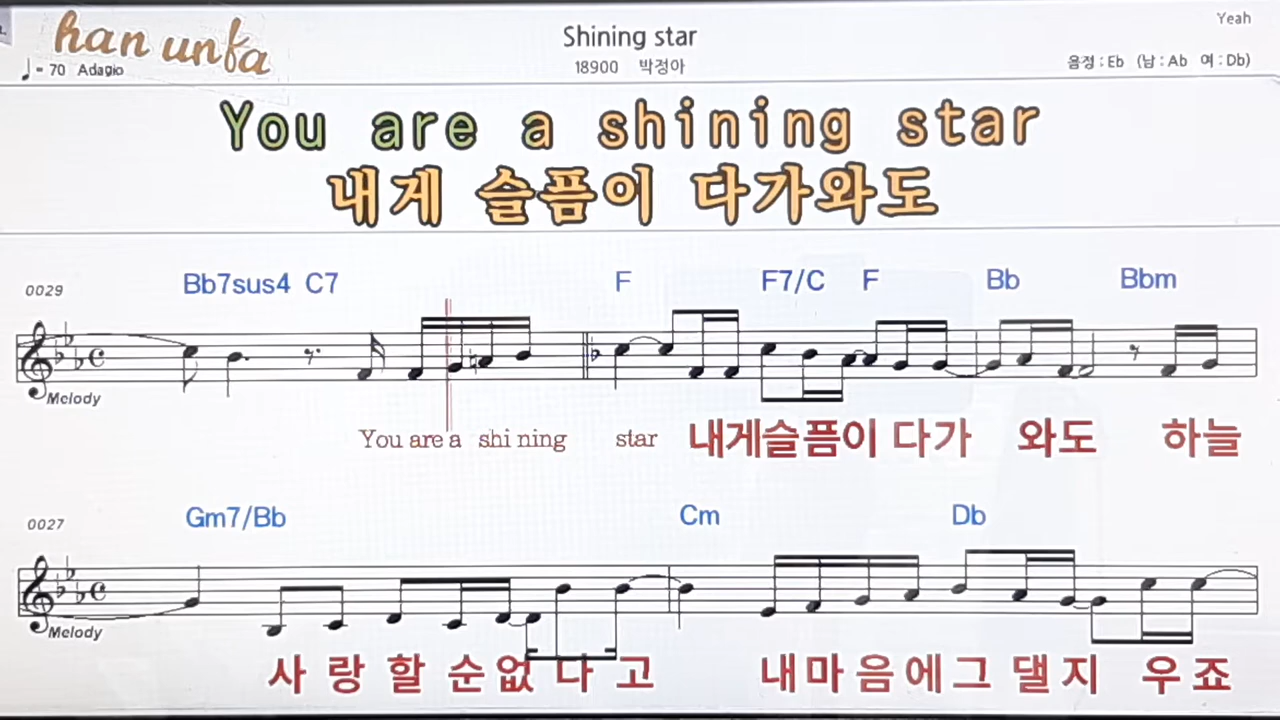 han unfa
Yeah
Shining star
♩= 70 Adagio
18900 박정아
음정 : Eb (남 : Ab 여 : Db)
You are a shining star
내게 슬픔이 다가와도
0029
Bb7sus4 C7 F F7/C F Bb Bbm
Melody
You are a shi ning star 내게슬픔이 다가 와도 하늘
0027
Gm7/Bb Cm Db
Melody
사 랑 할 순 없 다 고 내 마 음 에 그 댈 지 우 죠